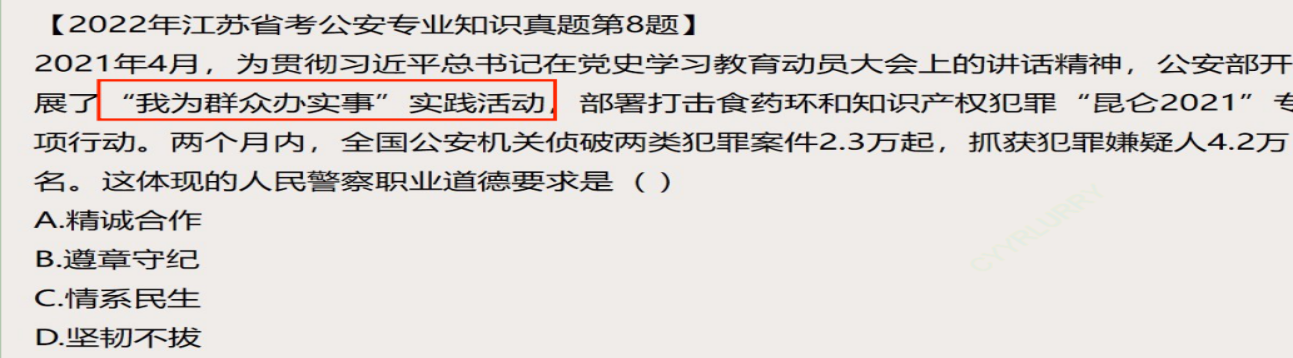 【2022年江苏省考公安专业知识真题第8题】
2021年4月，为贯彻习近平总书记在党史学习教育动员大会上的讲话精神，公安部开
展了“我为群众办实事”实践活动，部署打击食药环和知识产权犯罪“昆仑2021”专
项行动。两个月内，全国公安机关侦破两类犯罪案件2.3万起，抓获犯罪嫌疑人4.2万
名。这体现的人民警察职业道德要求是（ ）
A.精诚合作
B.遵章守纪
C.情系民生
D.坚韧不拔